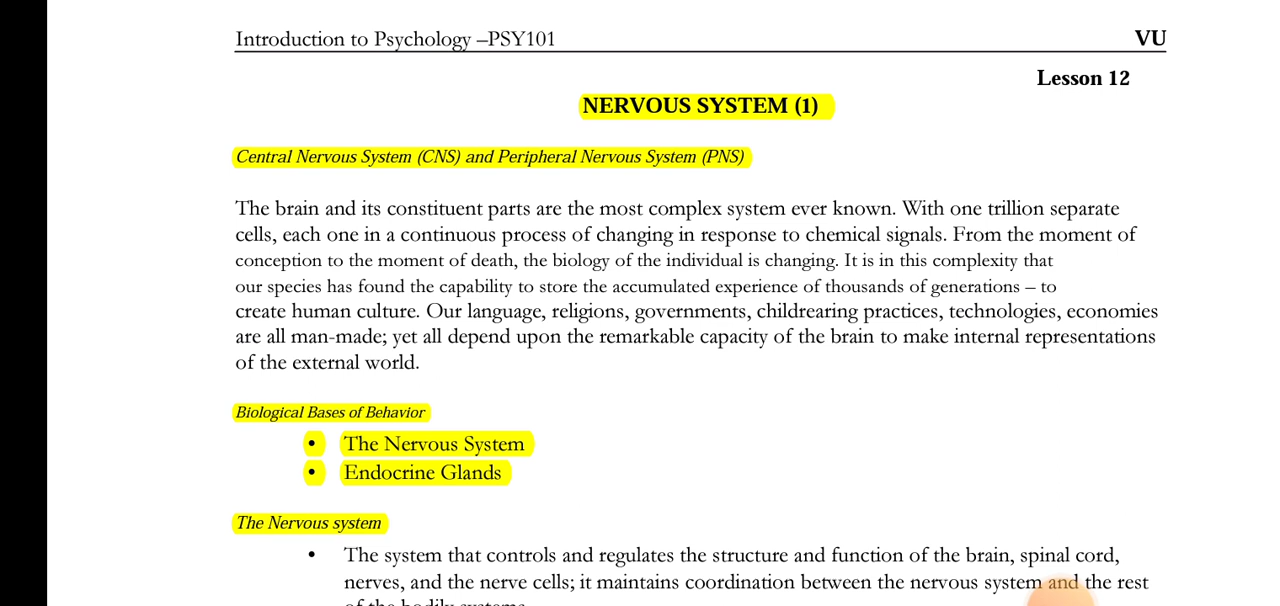 Introduction to Psychology –PSY101 VU
Lesson 12
NERVOUS SYSTEM (1)
Central Nervous System (CNS) and Peripheral Nervous System (PNS)
The brain and its constituent parts are the most complex system ever known. With one trillion separate
cells, each one in a continuous process of changing in response to chemical signals. From the moment of
conception to the moment of death, the biology of the individual is changing. It is in this complexity that
our species has found the capability to store the accumulated experience of thousands of generations – to
create human culture. Our language, religions, governments, childrearing practices, technologies, economies
are all man-made; yet all depend upon the remarkable capacity of the brain to make internal representations
of the external world.
Biological Bases of Behavior
• The Nervous System
• Endocrine Glands
The Nervous system
• The system that controls and regulates the structure and function of the brain, spinal cord,
nerves, and the nerve cells; it maintains coordination between the nervous system and the rest
of the bodily systems